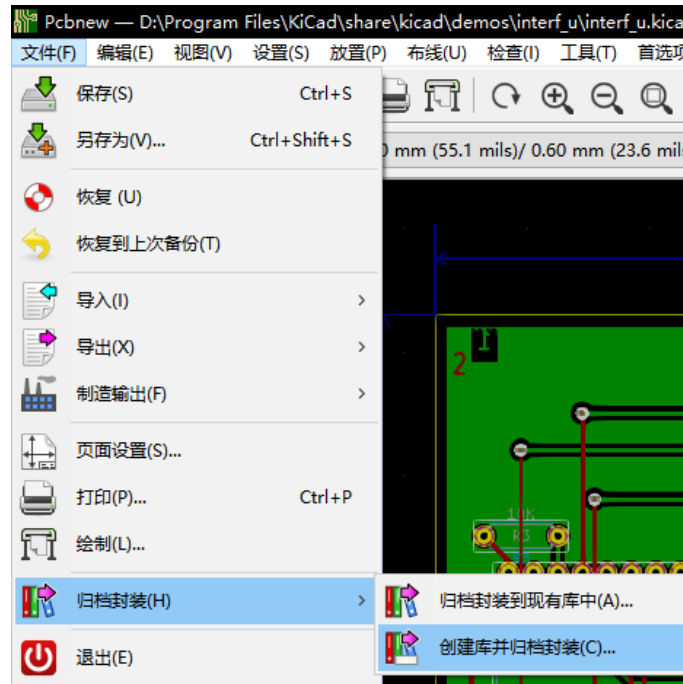 Pcbnew — D:\Program Files\KiCad\share\kicad\demos\interf_u\interf_u.kica
文件(F) 编辑(E) 视图(V) 设置(S) 放置(P) 布线(U) 检查(I) 工具(T) 首选项
保存(S) Ctrl+S
另存为(V)... Ctrl+Shift+S
0 mm (55.1 mils)/ 0.60 mm (23.6 mil
恢复 (U)
恢复到上次备份(T)
导入(I)
导出(X)
制造输出(F)
页面设置(S)...
打印(P)...  Ctrl+P
绘制(L)...
归档封装(H)
归档封装到现有库中(A)...
创建库并归档封装(C)...
退出(E)
2
1
10K
R3